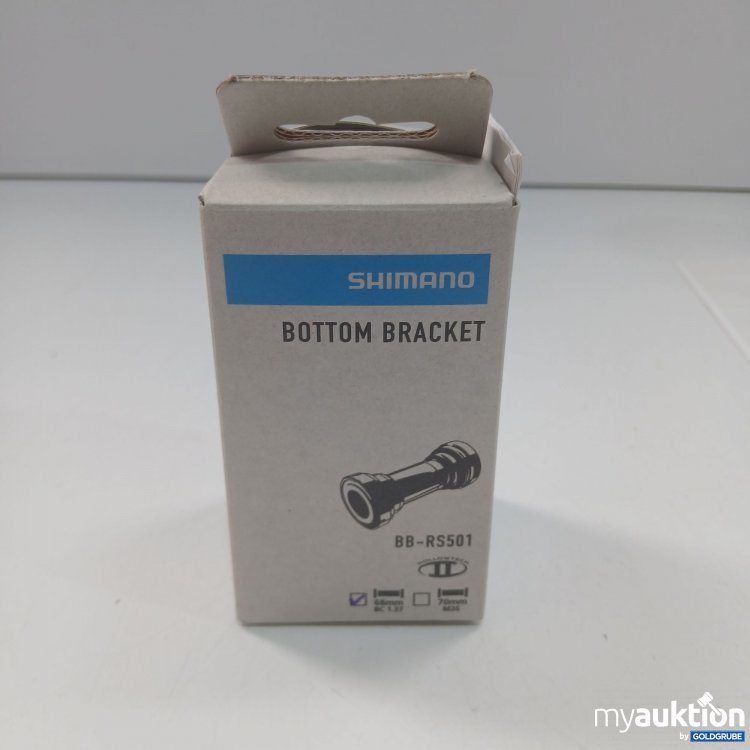 SHIMANO
BOTTOM BRACKET
BB-RS501
HOLLOWTECH
II
68mm 70mm
BC 1.37 M36
myauktion
by GOLDGRUBE